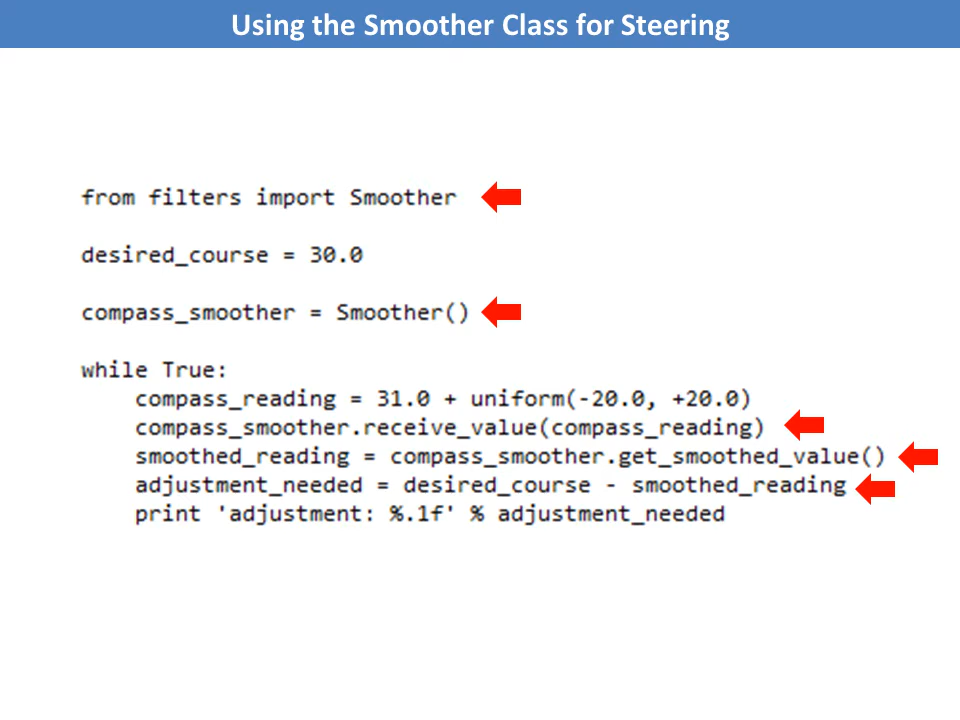 Using the Smoother Class for Steering
from filters import Smoother
desired_course = 30.0
compass_smoother = Smoother()
while True:
    compass_reading = 31.0 + uniform(-20.0, +20.0)
    compass_smoother.receive_value(compass_reading)
    smoothed_reading = compass_smoother.get_smoothed_value()
    adjustment_needed = desired_course - smoothed_reading
    print 'adjustment: %.1f' % adjustment_needed